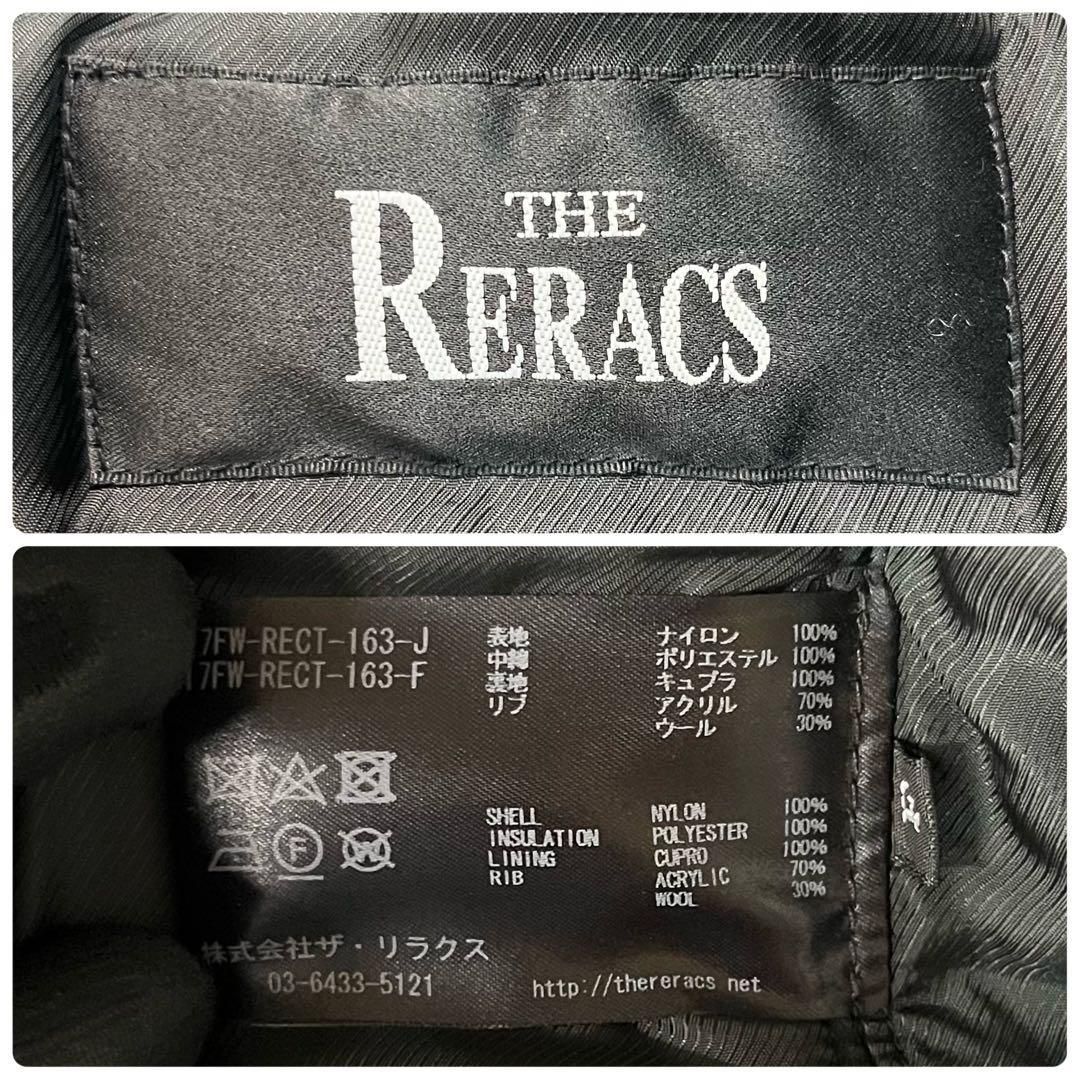 THE
RERACS
7FW-RECT-163-J
17FW-RECT-163-F
表地 ナイロン 100%
中綿 ポリエステル 100%
裏地 キュプラ 100%
リブ アクリル 70%
ウール 30%
SHELL NYLON 100%
INSULATION POLYESTER 100%
LINING CUPRO 100%
RIB ACRYLIC 70%
WOOL 30%
F
W
株式会社ザ・リラクス
03-6433-5121
http://thereracs net